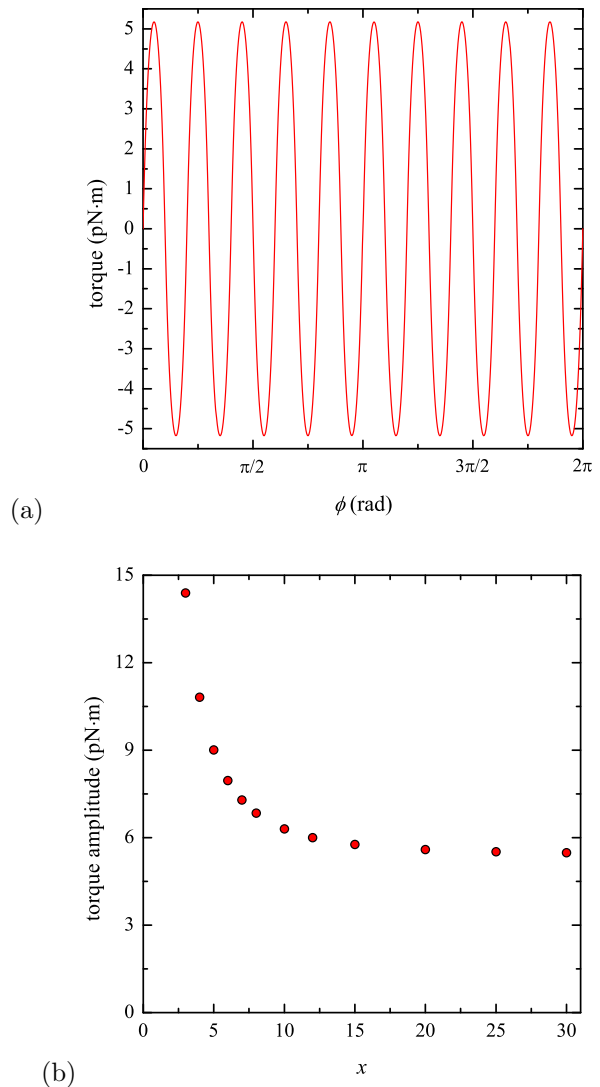 5
4
3
2
1
0
-1
-2
-3
-4
-5
torque (pN·m)
0 π/2 π 3π/2 2π
ϕ (rad)
(a)
15
12
9
6
3
0
torque amplitude (pN·m)
0 5 10 15 20 25 30
x
(b)